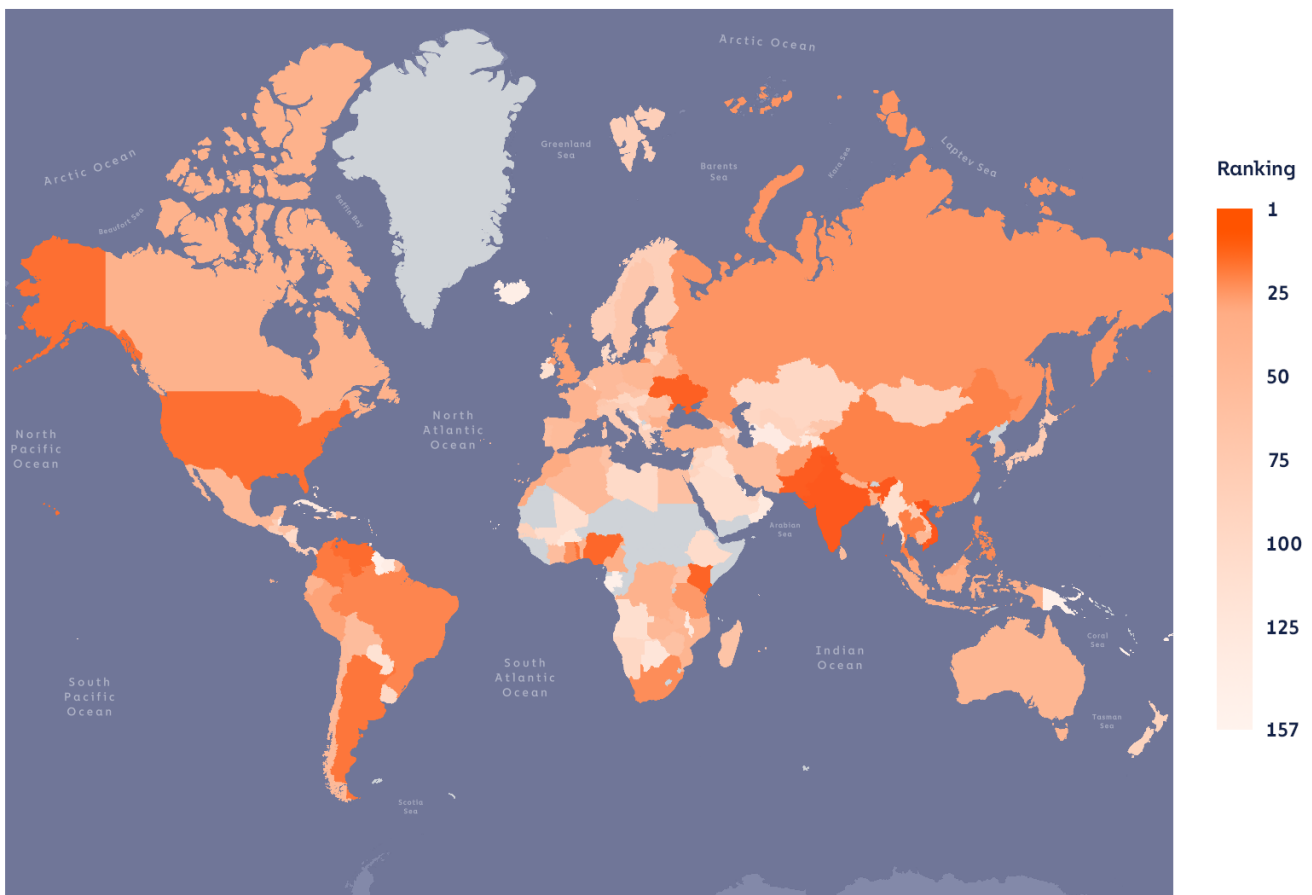 Arctic Ocean
Greenland
Sea
Barents
Sea
Kara Sea
Laptev Sea
Arctic Ocean
Beaufort Sea
Baffin Bay
Ranking
1
25
50
75
100
125
157
North
Pacific
Ocean
North
Atlantic
Ocean
Arabian
Sea
South
Pacific
Ocean
South
Atlantic
Ocean
Indian
Ocean
Coral
Sea
Tasman
Sea
Scotia
Sea